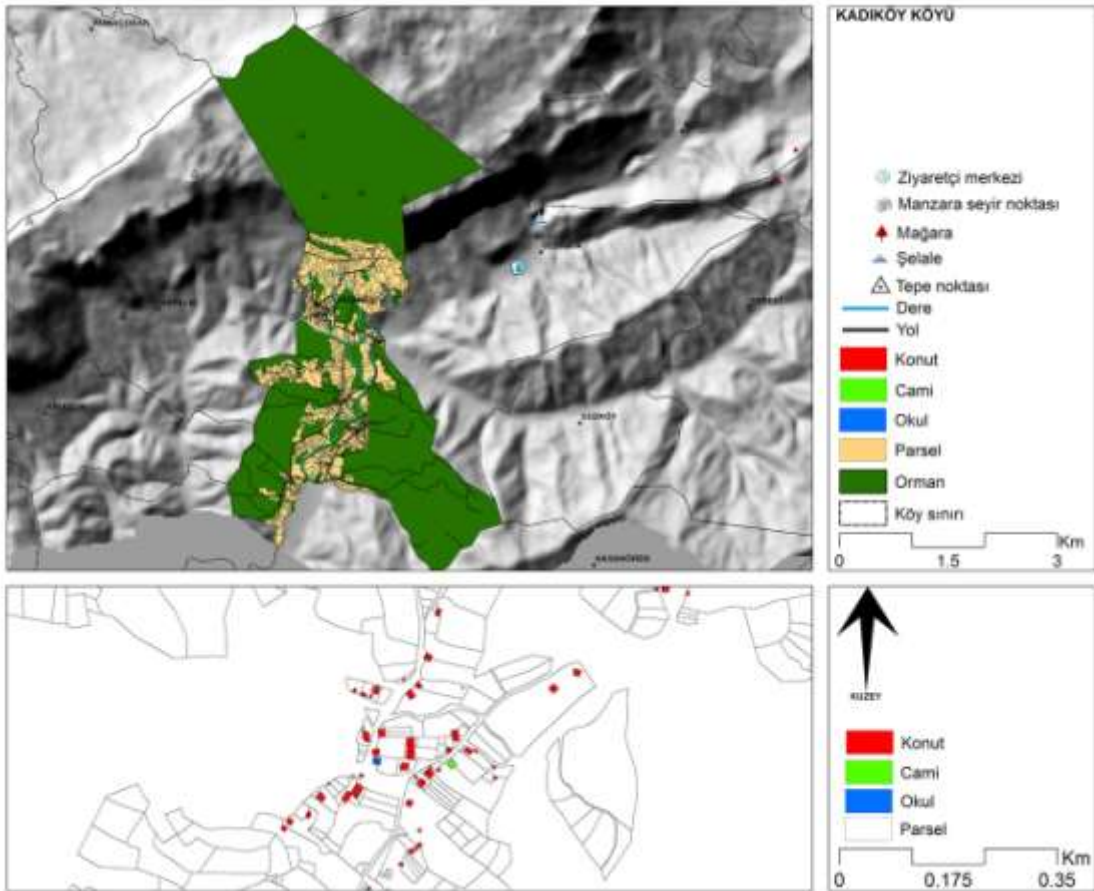 KADIKÖY KÖYÜ
Ziyaretçi merkezi
Manzara seyir noktası
Mağara
Şelale
Tepe noktası
Dere
Yol
Konut
Cami
Okul
Parsel
Orman
Köy sınırı
Km
0 1.5 3
KUZEY
Konut
Cami
Okul
Parsel
Km
0 0.175 0.35